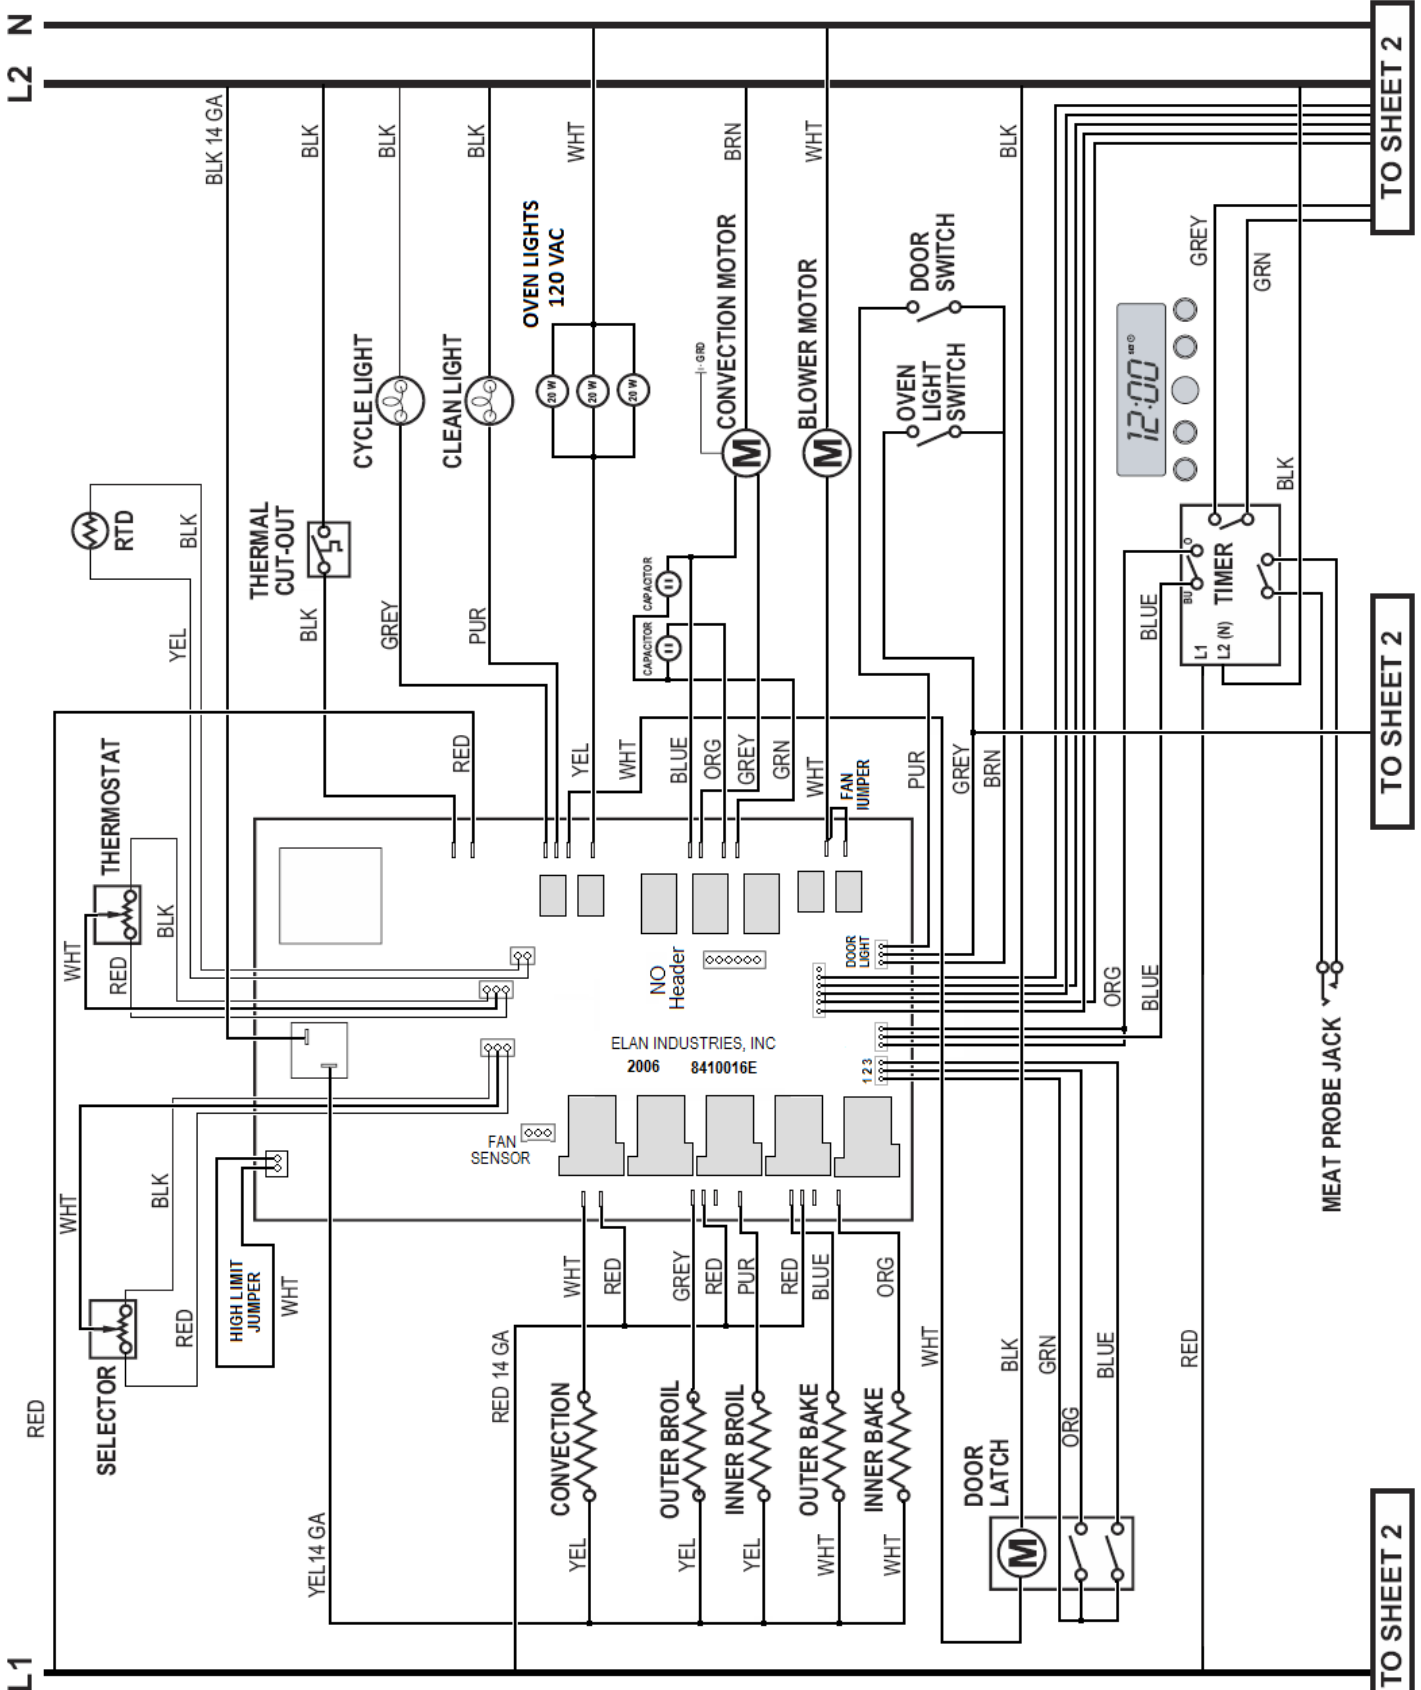 N
L2
L1
TO SHEET 2
TO SHEET 2
TO SHEET 2
BLK 14 GA
BLK
BLK
BLK
WHT
BRN
WHT
BLK
OVEN LIGHTS
120 VAC
20 W
20 W
20 W
CYCLE LIGHT
CLEAN LIGHT
CONVECTION MOTOR
GRD
M
BLOWER MOTOR
M
DOOR
SWITCH
OVEN
LIGHT
SWITCH
GREY
GRN
12:00
RTD
BLK
YEL
THERMAL
CUT-OUT
BLK
GREY
PUR
CAPACITOR
CAPACITOR
BLK
TIMER
BU
O
L1
L2 (N)
BLUE
THERMOSTAT
WHT
RED
BLK
RED
YEL
WHT
BLUE
ORG
GREY
GRN
WHT
FAN
JUMPER
PUR
GREY
BRN
NO
Header
DOOR
LIGHT
ELAN INDUSTRIES, INC
2006 8410016E
1 2 3
FAN
SENSOR
ORG
BLUE
MEAT PROBE JACK
WHT
BLK
RED
SELECTOR
RED
HIGH LIMIT
JUMPER
WHT
WHT
RED
GREY
RED
PUR
RED
BLUE
ORG
RED 14 GA
YEL14 GA
CONVECTION
OUTER BROIL
INNER BROIL
OUTER BAKE
INNER BAKE
YEL
YEL
YEL
WHT
WHT
WHT
BLK
GRN
ORG
BLUE
RED
DOOR
LATCH
M